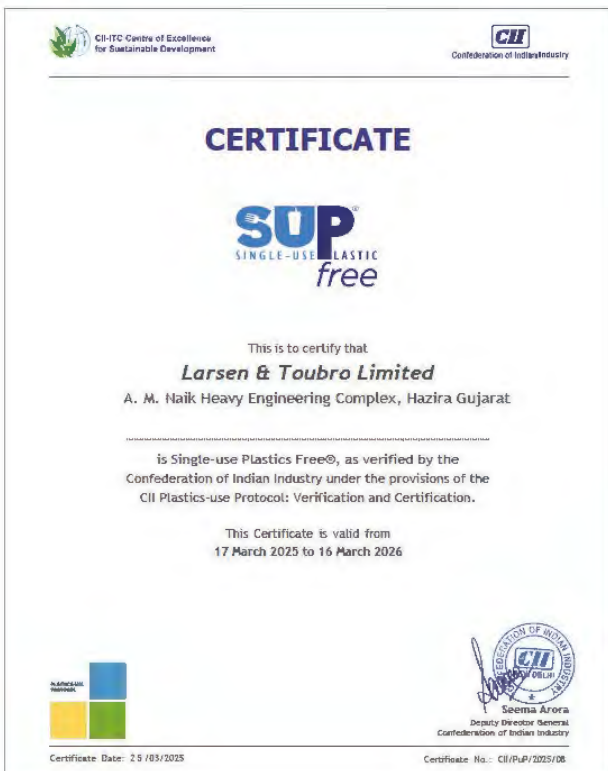 CII-ITC Centre of Excellence
for Sustainable Development
CII
Confederation of Indian Industry
CERTIFICATE
SUP®
SINGLE-USE PLASTIC
free
This is to certify that
Larsen & Toubro Limited
A. M. Naik Heavy Engineering Complex, Hazira Gujarat
is Single-use Plastics Free®, as verified by the
Confederation of Indian Industry under the provisions of the
CII Plastics-use Protocol: Verification and Certification.
This Certificate is valid from
17 March 2025 to 16 March 2026
PLASTICS-USE
PROTOCOL
CONFEDERATION OF INDIAN INDUSTRY
CII
NEW DELHI
Seema Arora
Deputy Director General
Confederation of Indian Industry
Certificate Date: 25/03/2025
Certificate No.: CII/PuP/2025/08